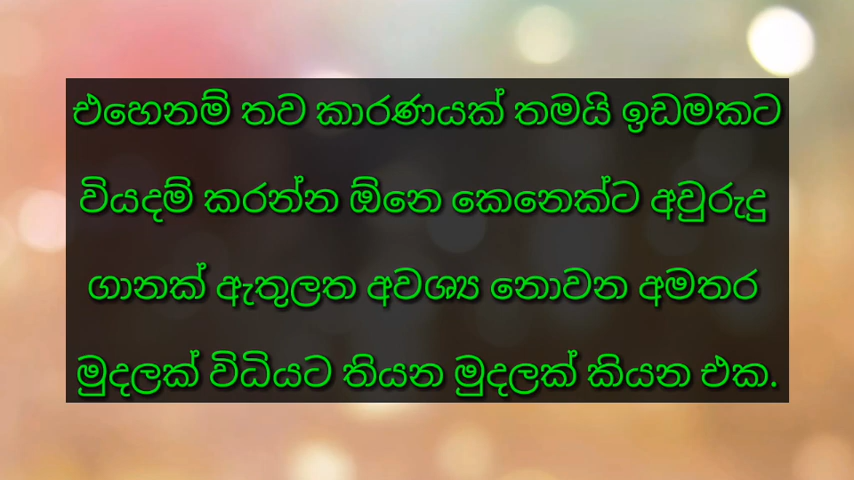 එහෙනම් තව කාරණයක් තමයි ඉඩමකට
වියදම් කරන්න ඕනෙ කෙනෙක්ට අවුරුදු
ගානක් ඇතුලත අවශ්‍ය නොවන අමතර
මුදලක් විධියට තියන මුදලක් කියන එක.